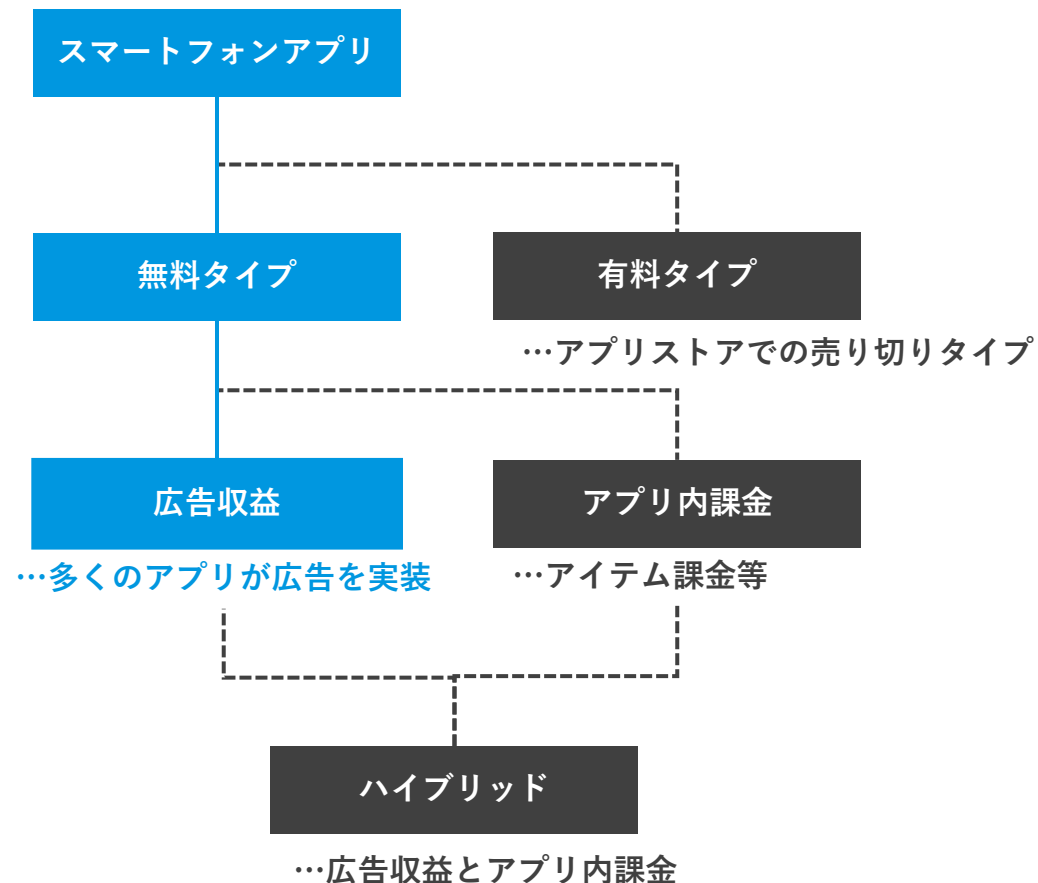 スマートフォンアプリ
無料タイプ
有料タイプ
…アプリストアでの売り切りタイプ
広告収益
アプリ内課金
…多くのアプリが広告を実装
…アイテム課金等
ハイブリッド
…広告収益とアプリ内課金